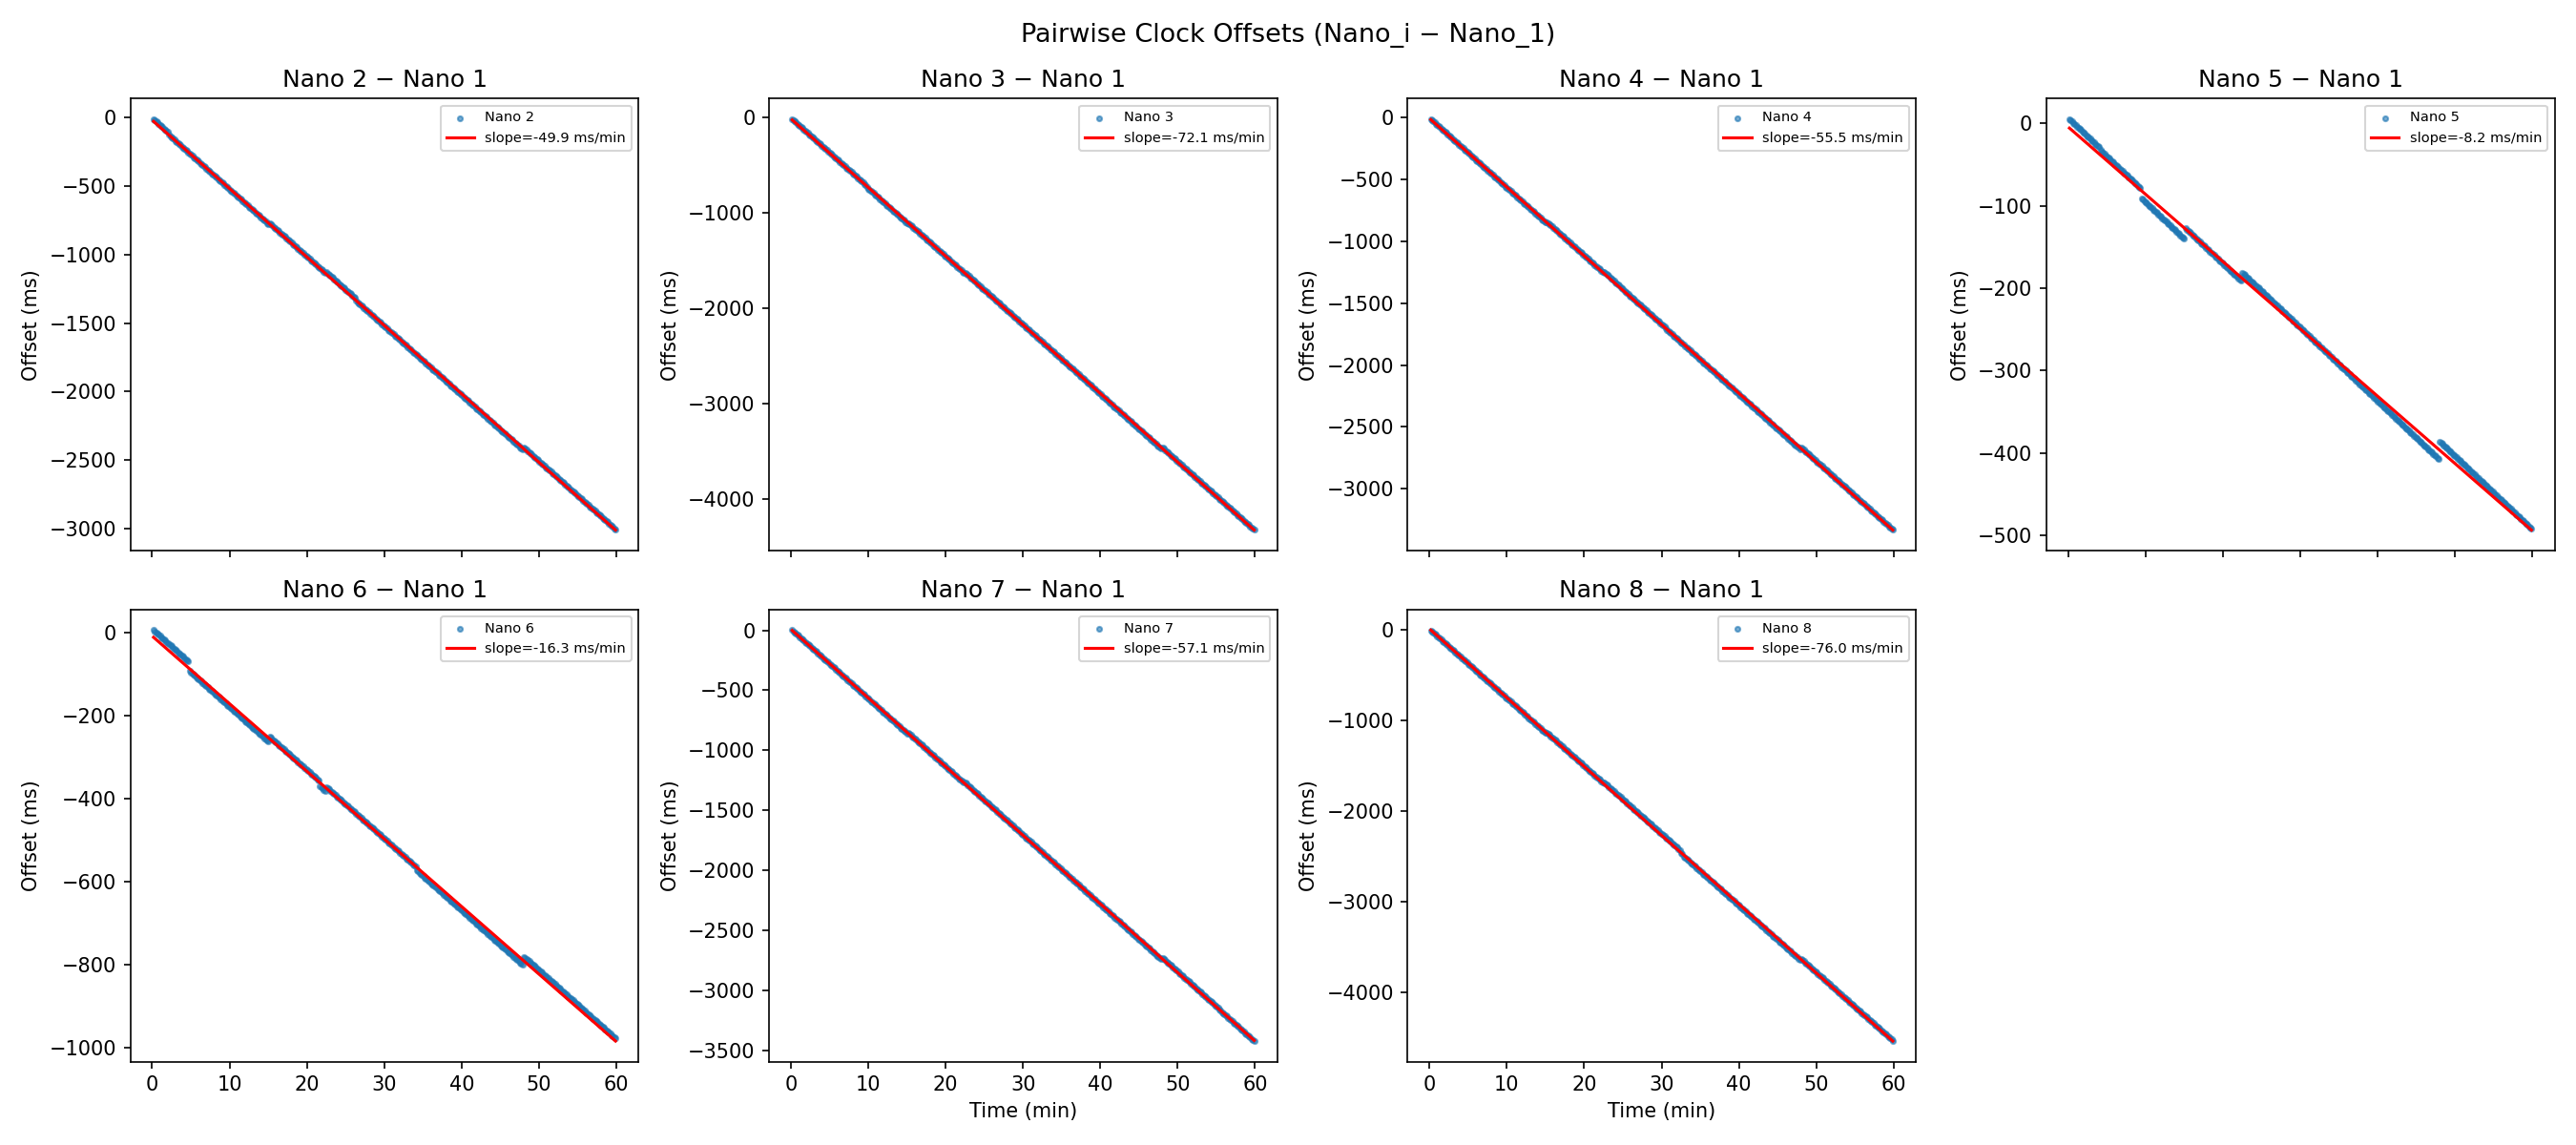 Pairwise Clock Offsets (Nano_i − Nano_1)
Nano 2 − Nano 1
Nano 2
slope=-49.9 ms/min
0
−500
−1000
−1500
−2000
−2500
−3000
Offset (ms)
Nano 3 − Nano 1
Nano 3
slope=-72.1 ms/min
0
−1000
−2000
−3000
−4000
Offset (ms)
Nano 4 − Nano 1
Nano 4
slope=-55.5 ms/min
0
−500
−1000
−1500
−2000
−2500
−3000
Offset (ms)
Nano 5 − Nano 1
Nano 5
slope=-8.2 ms/min
0
−100
−200
−300
−400
−500
Offset (ms)
Nano 6 − Nano 1
Nano 6
slope=-16.3 ms/min
0
−200
−400
−600
−800
−1000
Offset (ms)
0 10 20 30 40 50 60
Nano 7 − Nano 1
Nano 7
slope=-57.1 ms/min
0
−500
−1000
−1500
−2000
−2500
−3000
−3500
Offset (ms)
0 10 20 30 40 50 60
Time (min)
Nano 8 − Nano 1
Nano 8
slope=-76.0 ms/min
0
−1000
−2000
−3000
−4000
Offset (ms)
0 10 20 30 40 50 60
Time (min)